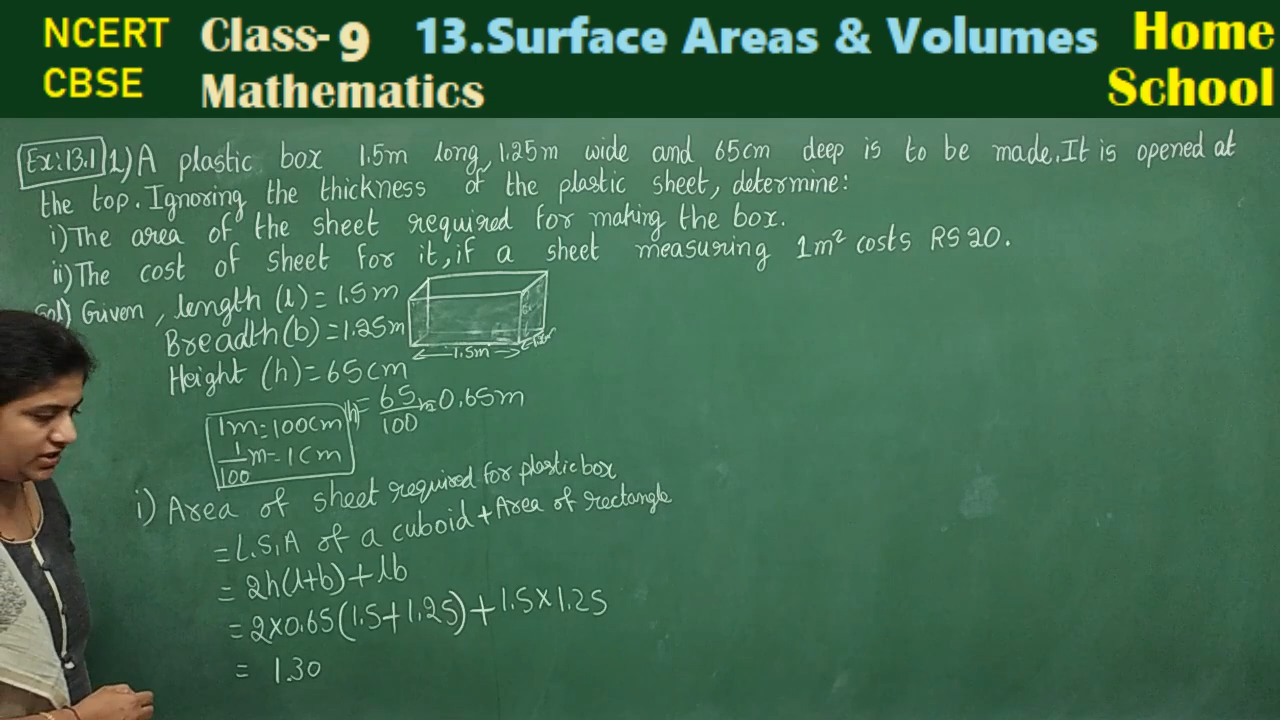 NCERT Class-9 13.Surface Areas & Volumes Home
CBSE Mathematics School
Ex:13.1 1) A plastic box 1.5m long, 1.25m wide and 65cm deep is to be made. It is opened at
the top. Ignoring the thickness of the plastic sheet, determine:
i) The area of the sheet required for making the box.
ii) The cost of sheet for it, if a sheet measuring 1m² costs RS 20.
Sol) Given, length (l) = 1.5m
Breadth (b) = 1.25m
1.5m
Height (h) = 65cm
h = 65/100 m = 0.65m
1m = 100cm
1/100 m = 1cm
i) Area of sheet required for plastic box
= L.S.A of a cuboid + Area of rectangle
= 2h(l+b) + lb
= 2×0.65(1.5+1.25) + 1.5×1.25
= 1.30